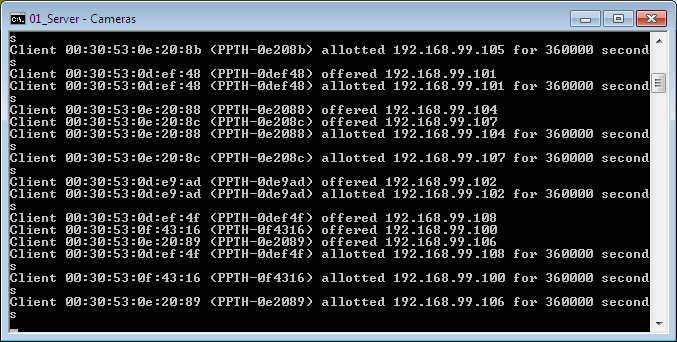 01_Server - Cameras
s
Client 00:30:53:0e:20:8b (PPTH-0e208b) allotted 192.168.99.105 for 360000 second
s
Client 00:30:53:0d:ef:48 (PPTH-0def48) offered 192.168.99.101
Client 00:30:53:0d:ef:48 (PPTH-0def48) allotted 192.168.99.101 for 360000 second
s
Client 00:30:53:0e:20:88 (PPTH-0e2088) offered 192.168.99.104
Client 00:30:53:0e:20:8c (PPTH-0e208c) offered 192.168.99.107
Client 00:30:53:0e:20:88 (PPTH-0e2088) allotted 192.168.99.104 for 360000 second
s
Client 00:30:53:0e:20:8c (PPTH-0e208c) allotted 192.168.99.107 for 360000 second
s
Client 00:30:53:0d:e9:ad (PPTH-0de9ad) offered 192.168.99.102
Client 00:30:53:0d:e9:ad (PPTH-0de9ad) allotted 192.168.99.102 for 360000 second
s
Client 00:30:53:0d:ef:4f (PPTH-0def4f) offered 192.168.99.108
Client 00:30:53:0f:43:16 (PPTH-0f4316) offered 192.168.99.100
Client 00:30:53:0e:20:89 (PPTH-0e2089) offered 192.168.99.106
Client 00:30:53:0d:ef:4f (PPTH-0def4f) allotted 192.168.99.108 for 360000 second
s
Client 00:30:53:0f:43:16 (PPTH-0f4316) allotted 192.168.99.100 for 360000 second
s
Client 00:30:53:0e:20:89 (PPTH-0e2089) allotted 192.168.99.106 for 360000 second
s